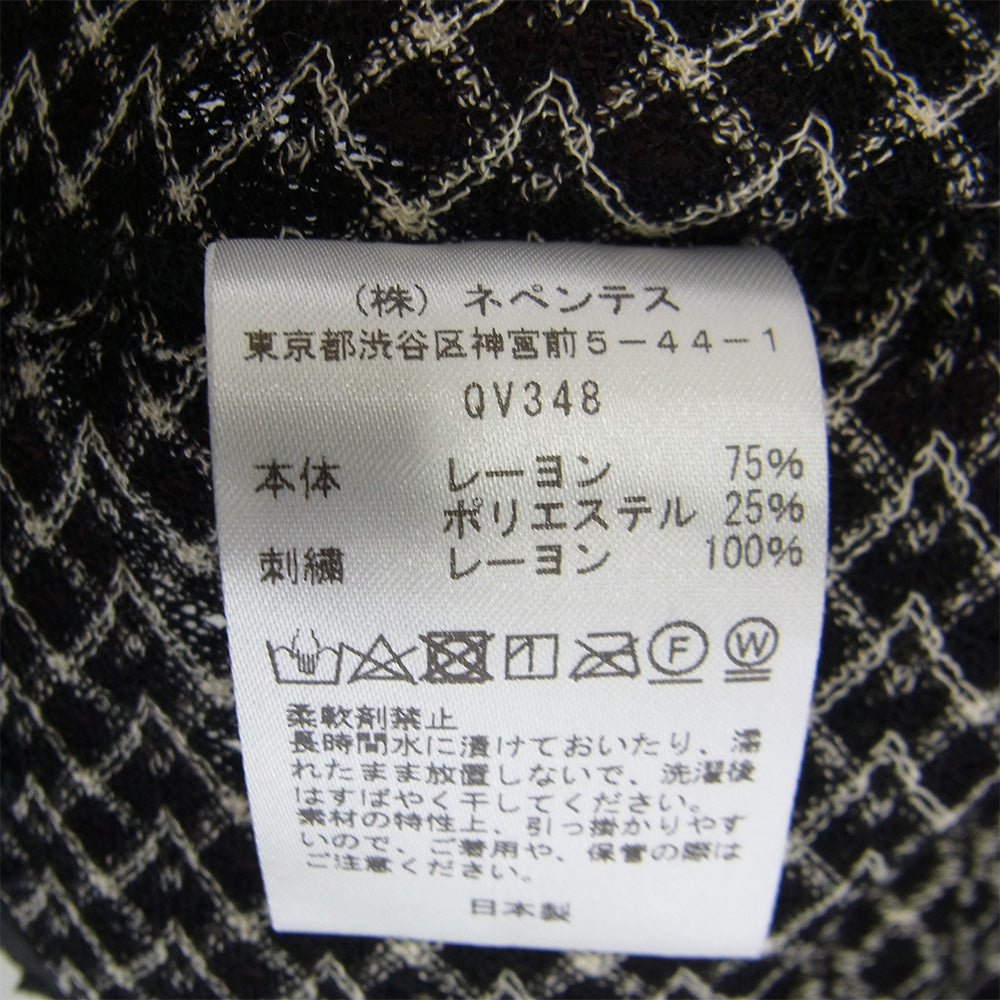 (株) ネペンテス
東京都渋谷区神宮前5-44-1
QV348
本体 レーヨン 75%
ポリエステル 25%
刺繍 レーヨン 100%
F W
柔軟剤禁止
長時間水に漬けておいたり、濡
れたまま放置しないで、洗濯後
はすばやく干してください。
素材の特性上、引っ掛かりやす
いので、ご着用や、保管の際は
ご注意ください。
日本製